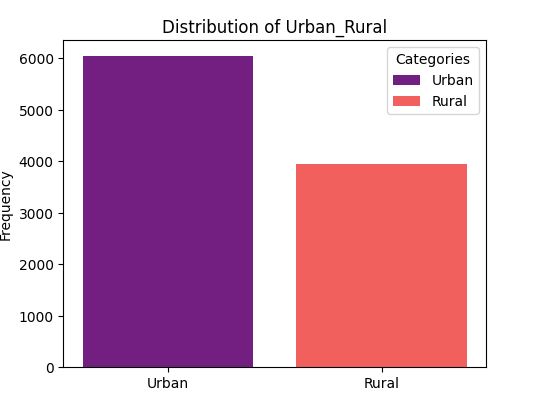 Distribution of Urban_Rural
Categories
Urban
Rural
Frequency
6000
5000
4000
3000
2000
1000
0
Urban
Rural